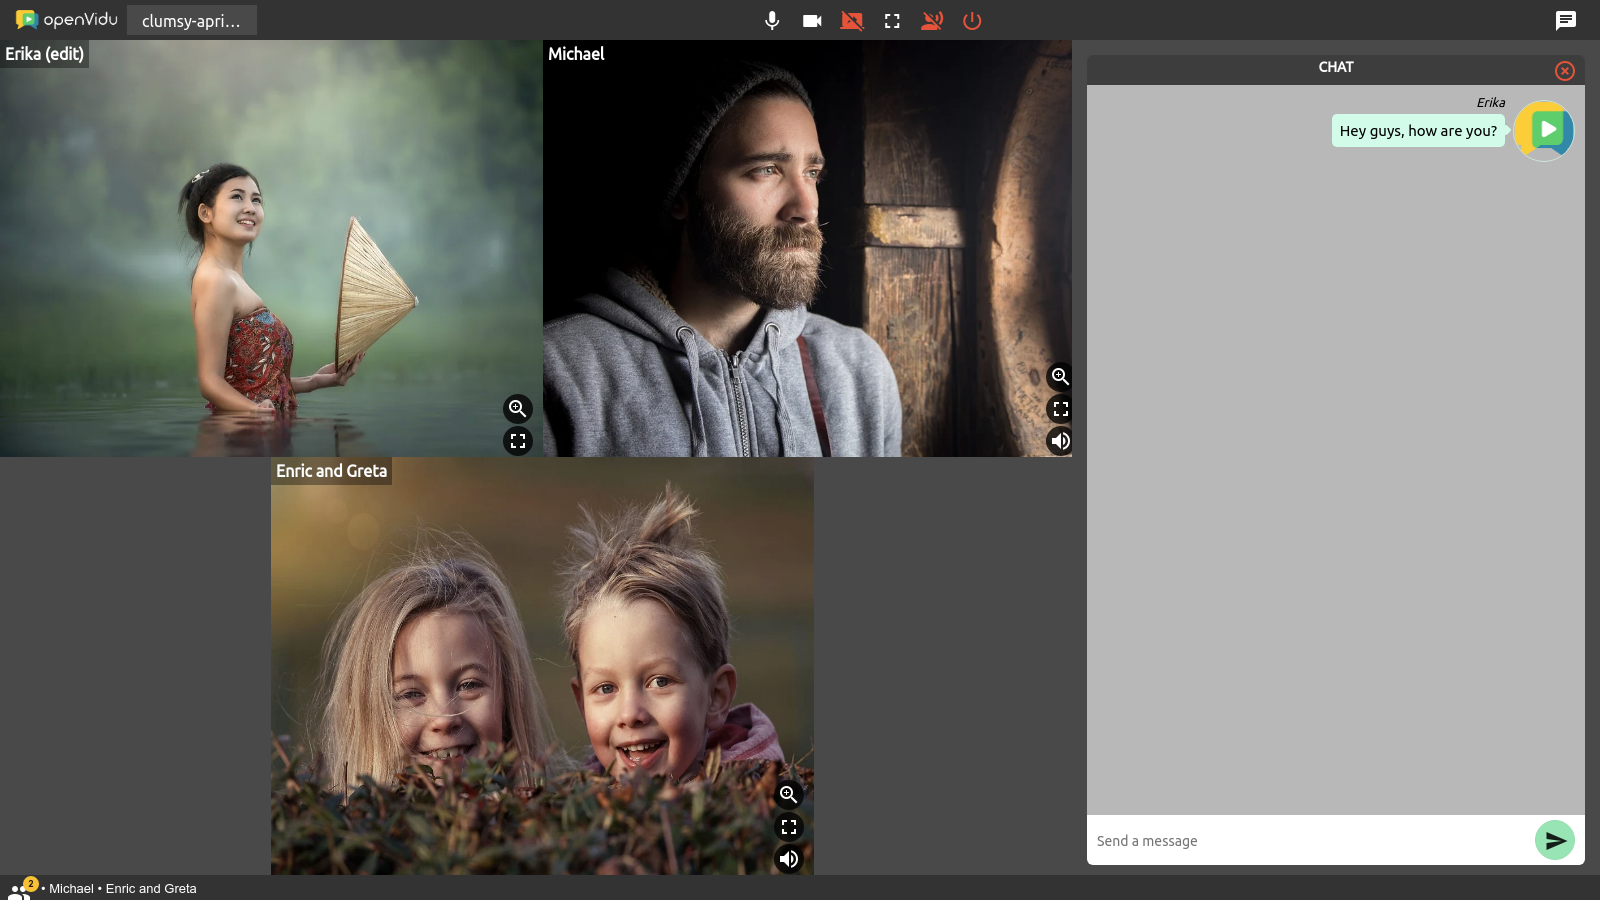 openVidu
clumsy-apri...
Erika (edit)
Michael
CHAT
Erika
Hey guys, how are you?
Enric and Greta
Send a message
2
• Michael • Enric and Greta